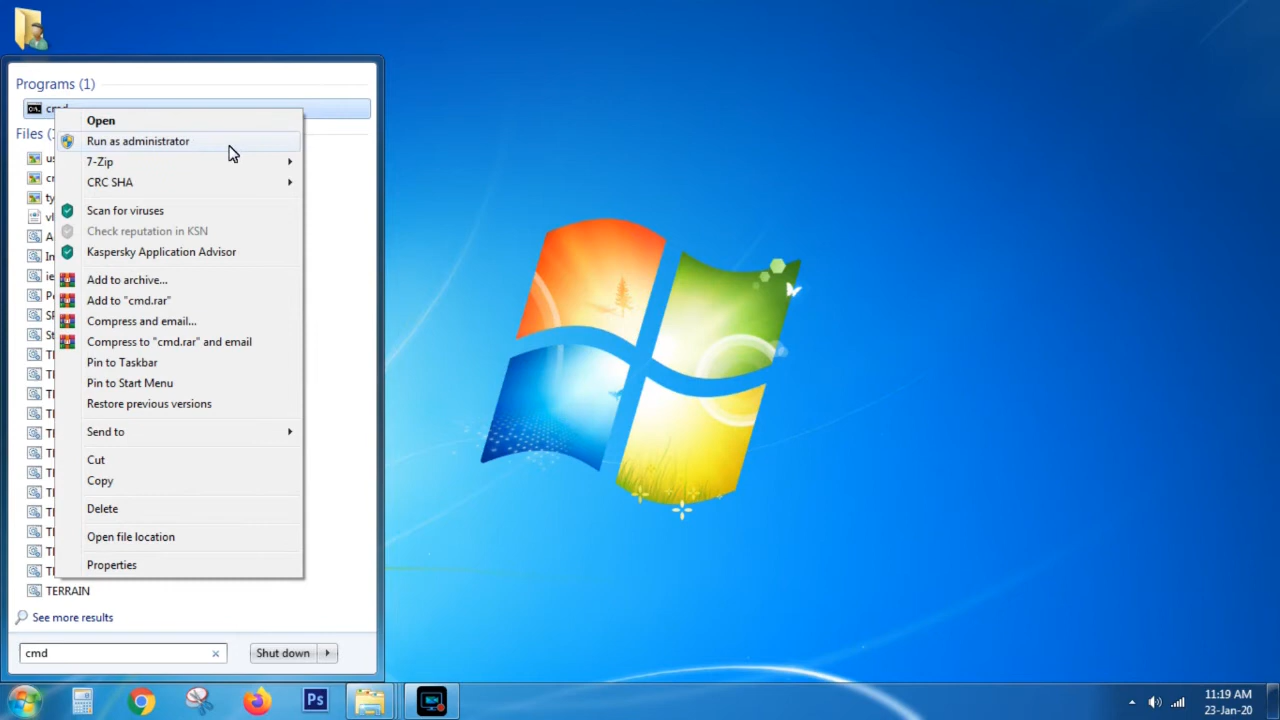 Programs (1)
Open
Files
Run as administrator
7-Zip
CRC SHA
Scan for viruses
Check reputation in KSN
Kaspersky Application Advisor
Add to archive...
Add to "cmd.rar"
Compress and email...
Compress to "cmd.rar" and email
Pin to Taskbar
Pin to Start Menu
Restore previous versions
Send to
Cut
Copy
Delete
Open file location
Properties
TERRAIN
See more results
cmd
Shut down
Ps
11:19 AM
23-Jan-20